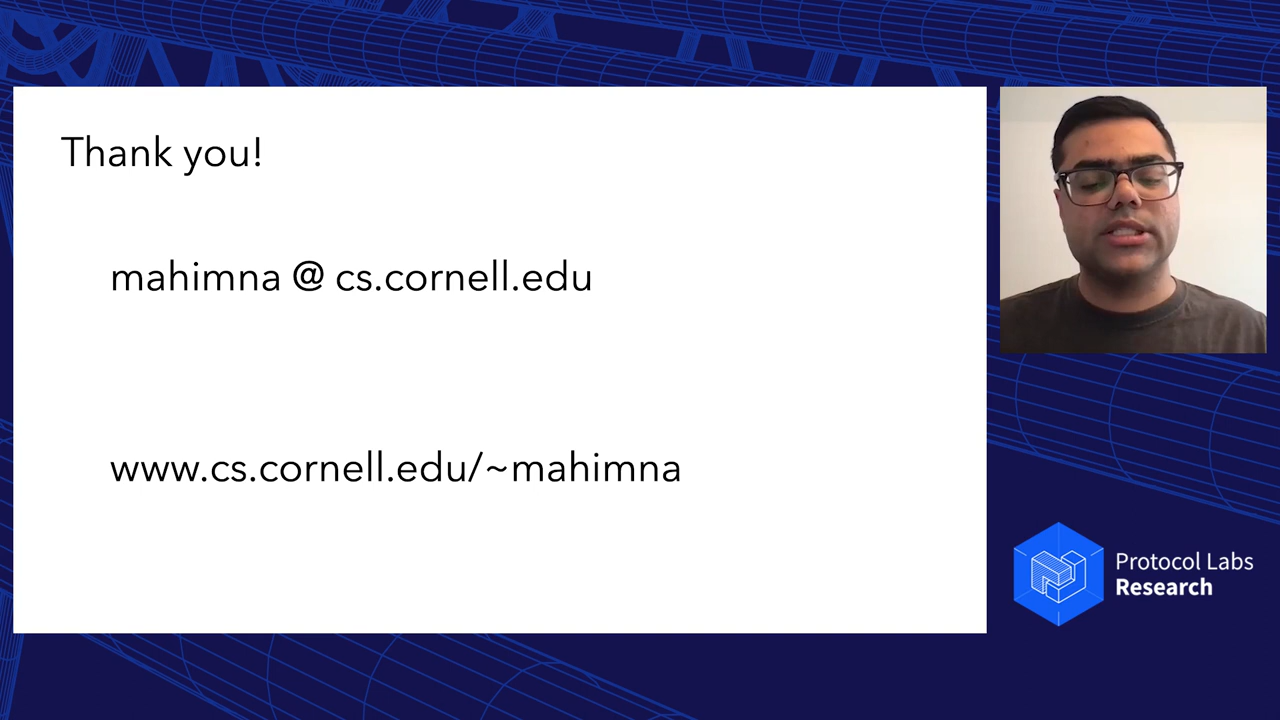 Thank you!
mahimna @ cs.cornell.edu
www.cs.cornell.edu/~mahimna
Protocol Labs
Research